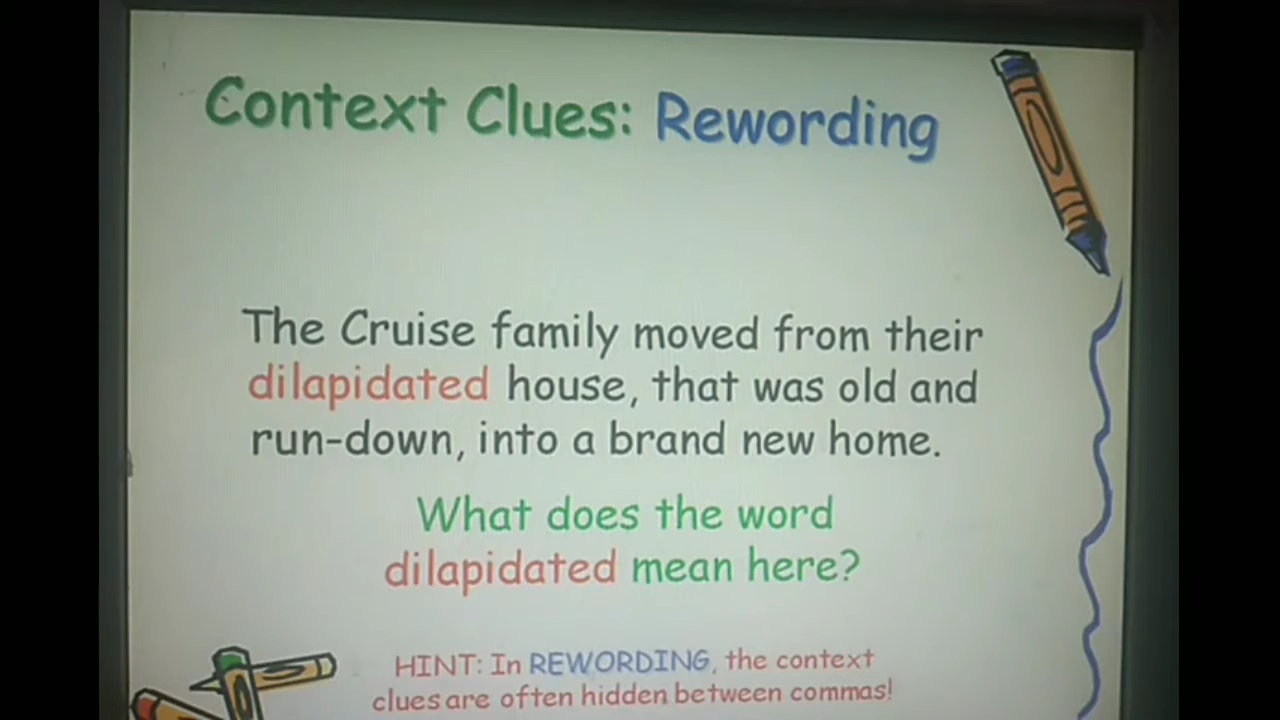 Context Clues: Rewording
The Cruise family moved from their
dilapidated house, that was old and
run-down, into a brand new home.
What does the word
dilapidated mean here?
HINT: In REWORDING, the context
clues are often hidden between commas!